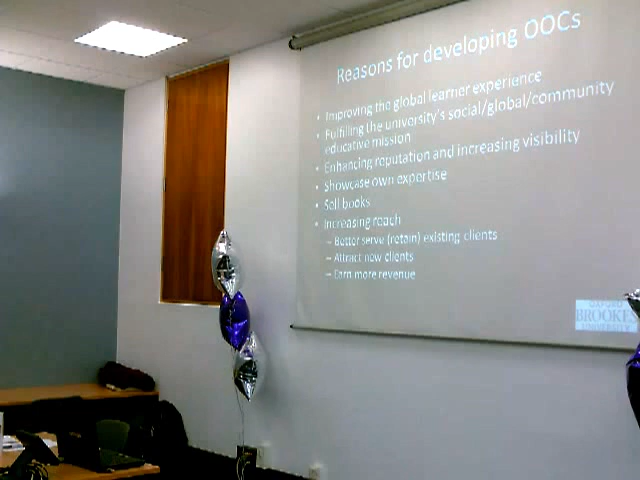 Reasons for developing OOCs
• Improving the global learner experience
• Fulfilling the university's social/global/community
educative mission
• Enhancing reputation and increasing visibility
• Showcase own expertise
• Sell books
• Increasing reach
– Better serve (retain) existing clients
– Attract new clients
– Earn more revenue
OXFORD
BROOKES
UNIVERSITY